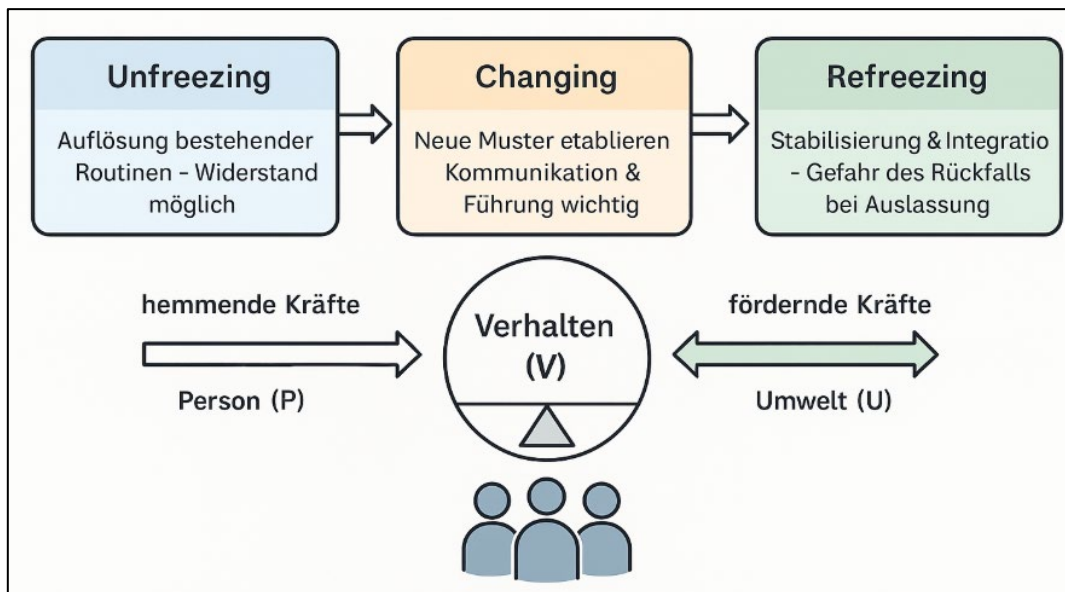 Unfreezing
Auflösung bestehender
Routinen – Widerstand
möglich
Changing
Neue Muster etablieren
Kommunikation &
Führung wichtig
Refreezing
Stabilisierung & Integratio
- Gefahr des Rückfalls
bei Auslassung
hemmende Kräfte
Person (P)
Verhalten
(V)
fördernde Kräfte
Umwelt (U)